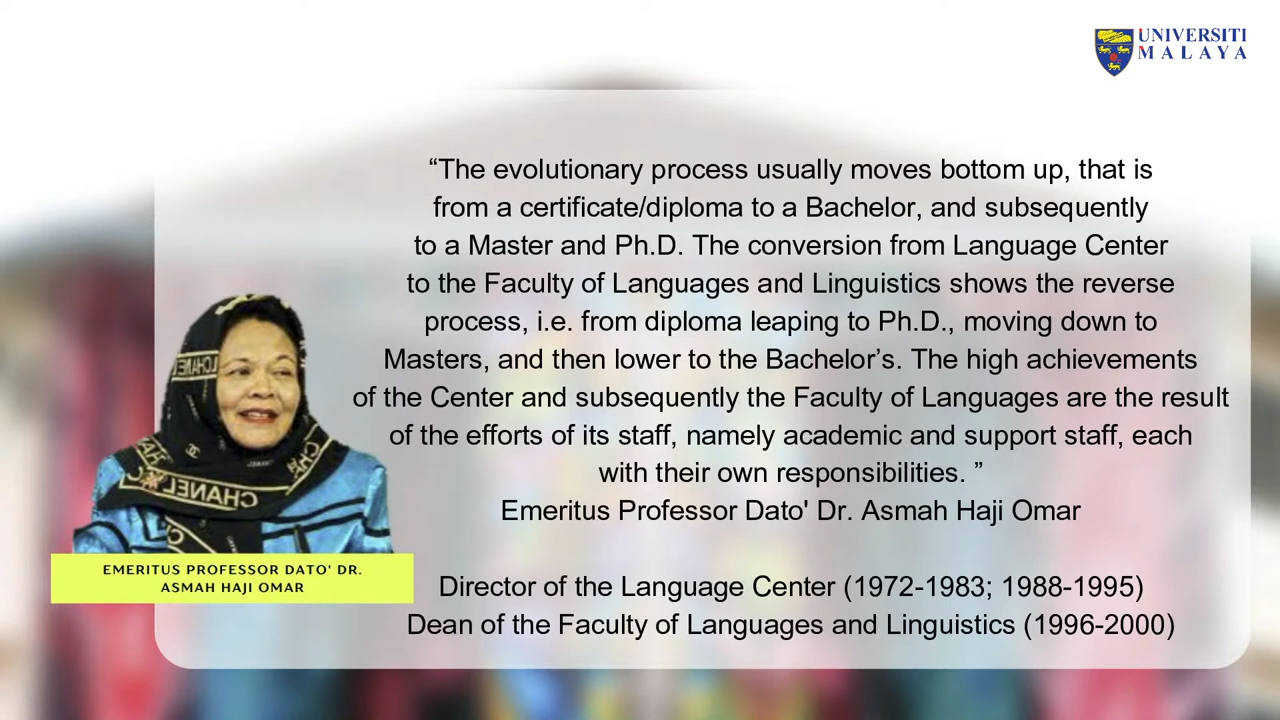 UNIVERSITI
MALAYA
“The evolutionary process usually moves bottom up, that is
from a certificate/diploma to a Bachelor, and subsequently
to a Master and Ph.D. The conversion from Language Center
to the Faculty of Languages and Linguistics shows the reverse
process, i.e. from diploma leaping to Ph.D., moving down to
Masters, and then lower to the Bachelor’s. The high achievements
of the Center and subsequently the Faculty of Languages are the result
of the efforts of its staff, namely academic and support staff, each
with their own responsibilities. ”
Emeritus Professor Dato' Dr. Asmah Haji Omar
CHANEL
CHANEL
EMERITUS PROFESSOR DATO' DR.
ASMAH HAJI OMAR
Director of the Language Center (1972-1983; 1988-1995)
Dean of the Faculty of Languages and Linguistics (1996-2000)